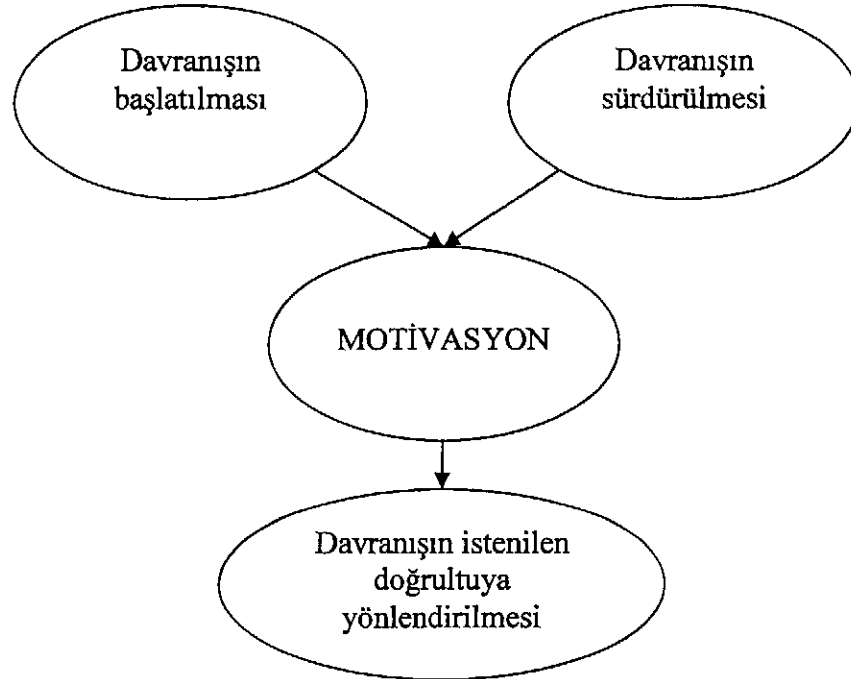 Davranışın
başlatılması
Davranışın
sürdürülmesi
MOTİVASYON
Davranışın istenilen
doğrultuya
yönlendirilmesi